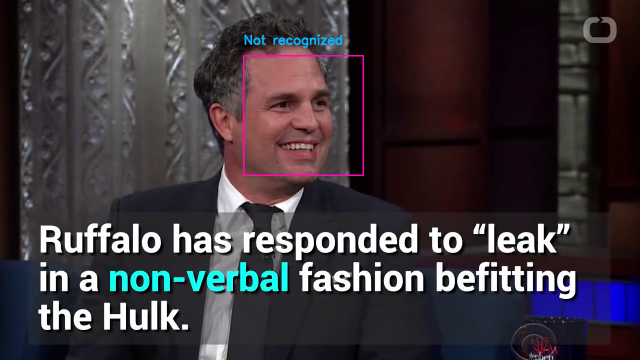 Not recognized
Ruffalo has responded to “leak”
in a non-verbal fashion befitting
the Hulk.